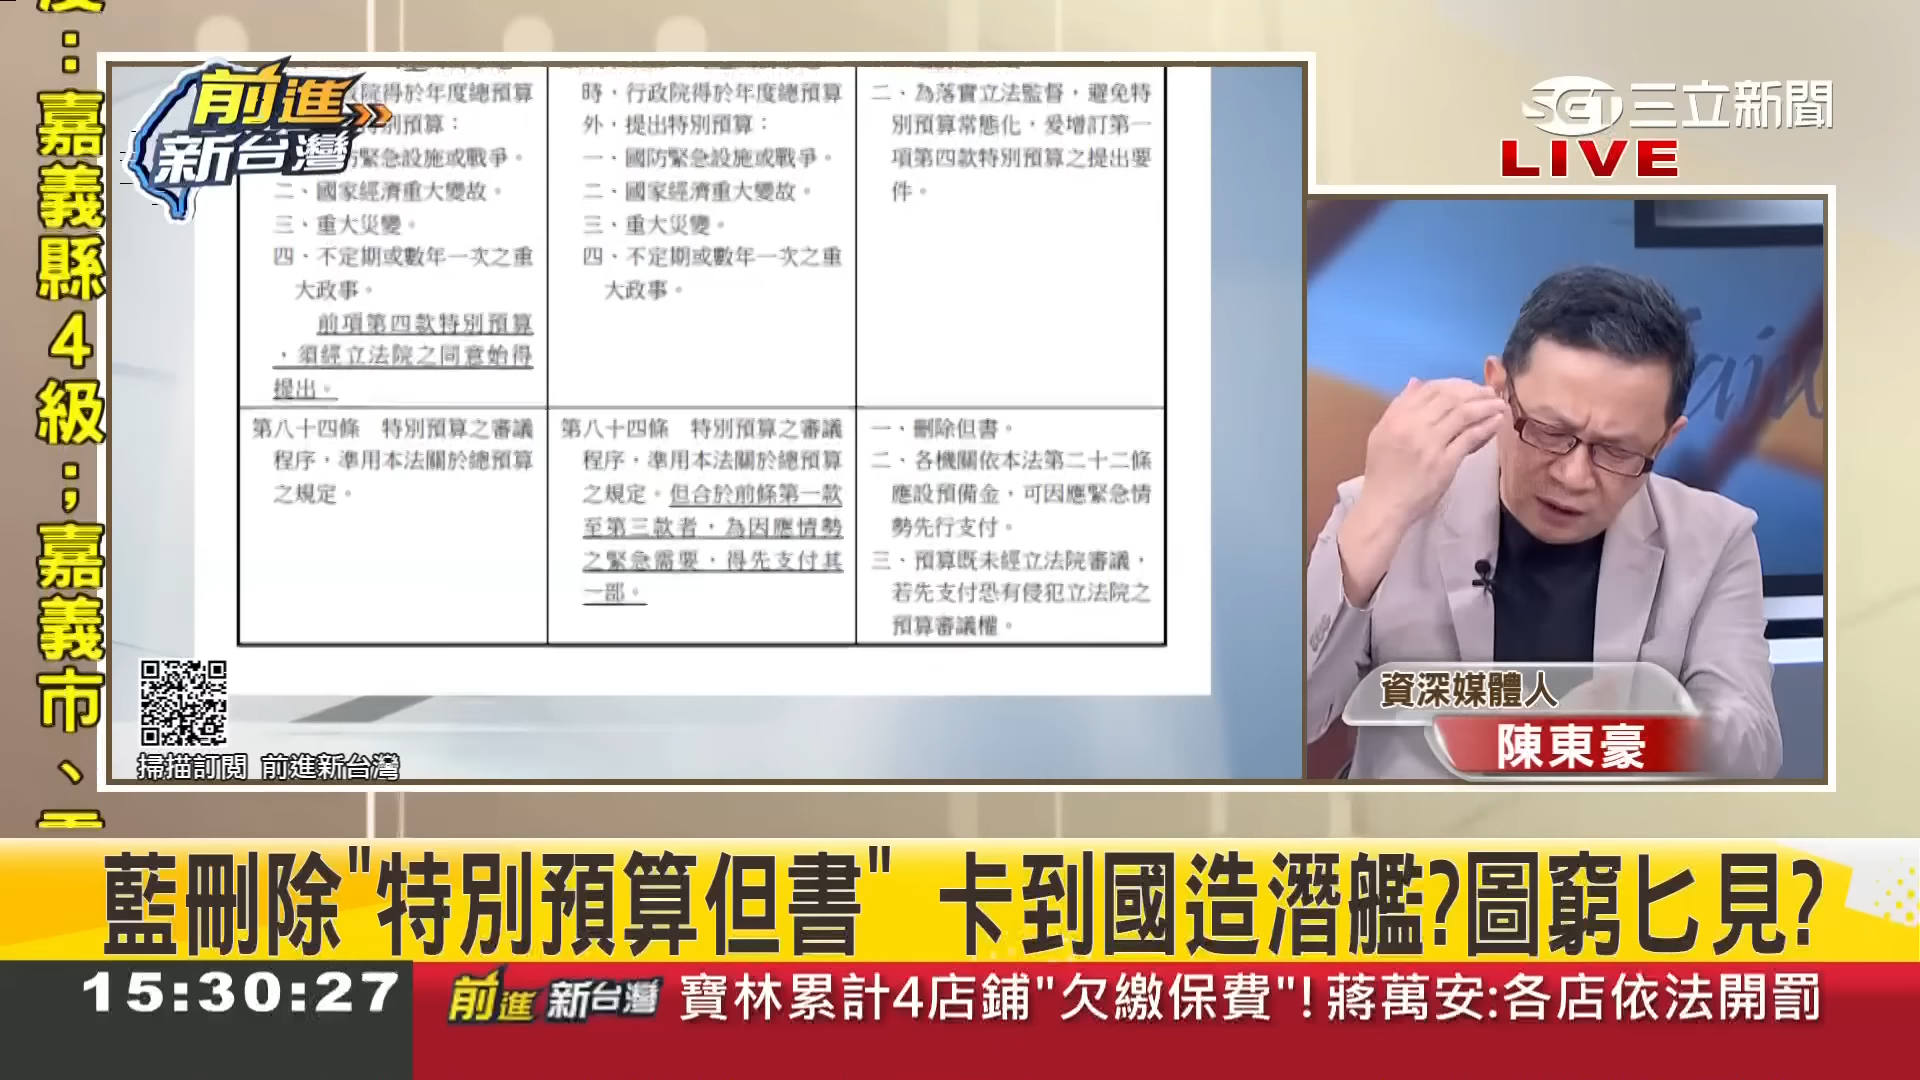 度：嘉義縣4級；嘉義市、
前進
新台灣
院得於年度總預算
別預算：
防緊急設施或戰爭。
二、國家經濟重大變故。
三、重大災變。
四、不定期或數年一次之重
大政事。
前項第四款特別預算
，須經立法院之同意始得
提出。
時，行政院得於年度總預算
外，提出特別預算：
一、國防緊急設施或戰爭。
二、國家經濟重大變故。
三、重大災變。
四、不定期或數年一次之重
大政事。
二、為落實立法監督，避免特
別預算常態化，爰增訂第一
項第四款特別預算之提出要
件。
第八十四條 特別預算之審議
程序，準用本法關於總預算
之規定。
第八十四條 特別預算之審議
程序，準用本法關於總預算
之規定。但合於前條第一款
至第三款者，為因應情勢
之緊急需要，得先支付其
一部。
一、刪除但書。
二、各機關依本法第二十二條
應設預備金，可因應緊急情
勢先行支付。
三、預算既未經立法院審議，
若先支付恐有侵犯立法院之
預算審議權。
SET三立新聞
LIVE
資深媒體人
陳東豪
掃描訂閱 前進新台灣
藍刪除"特別預算但書" 卡到國造潛艦?圖窮匕見?
15:30:27
前進新台灣
寶林累計4店鋪"欠繳保費"!蔣萬安:各店依法開罰